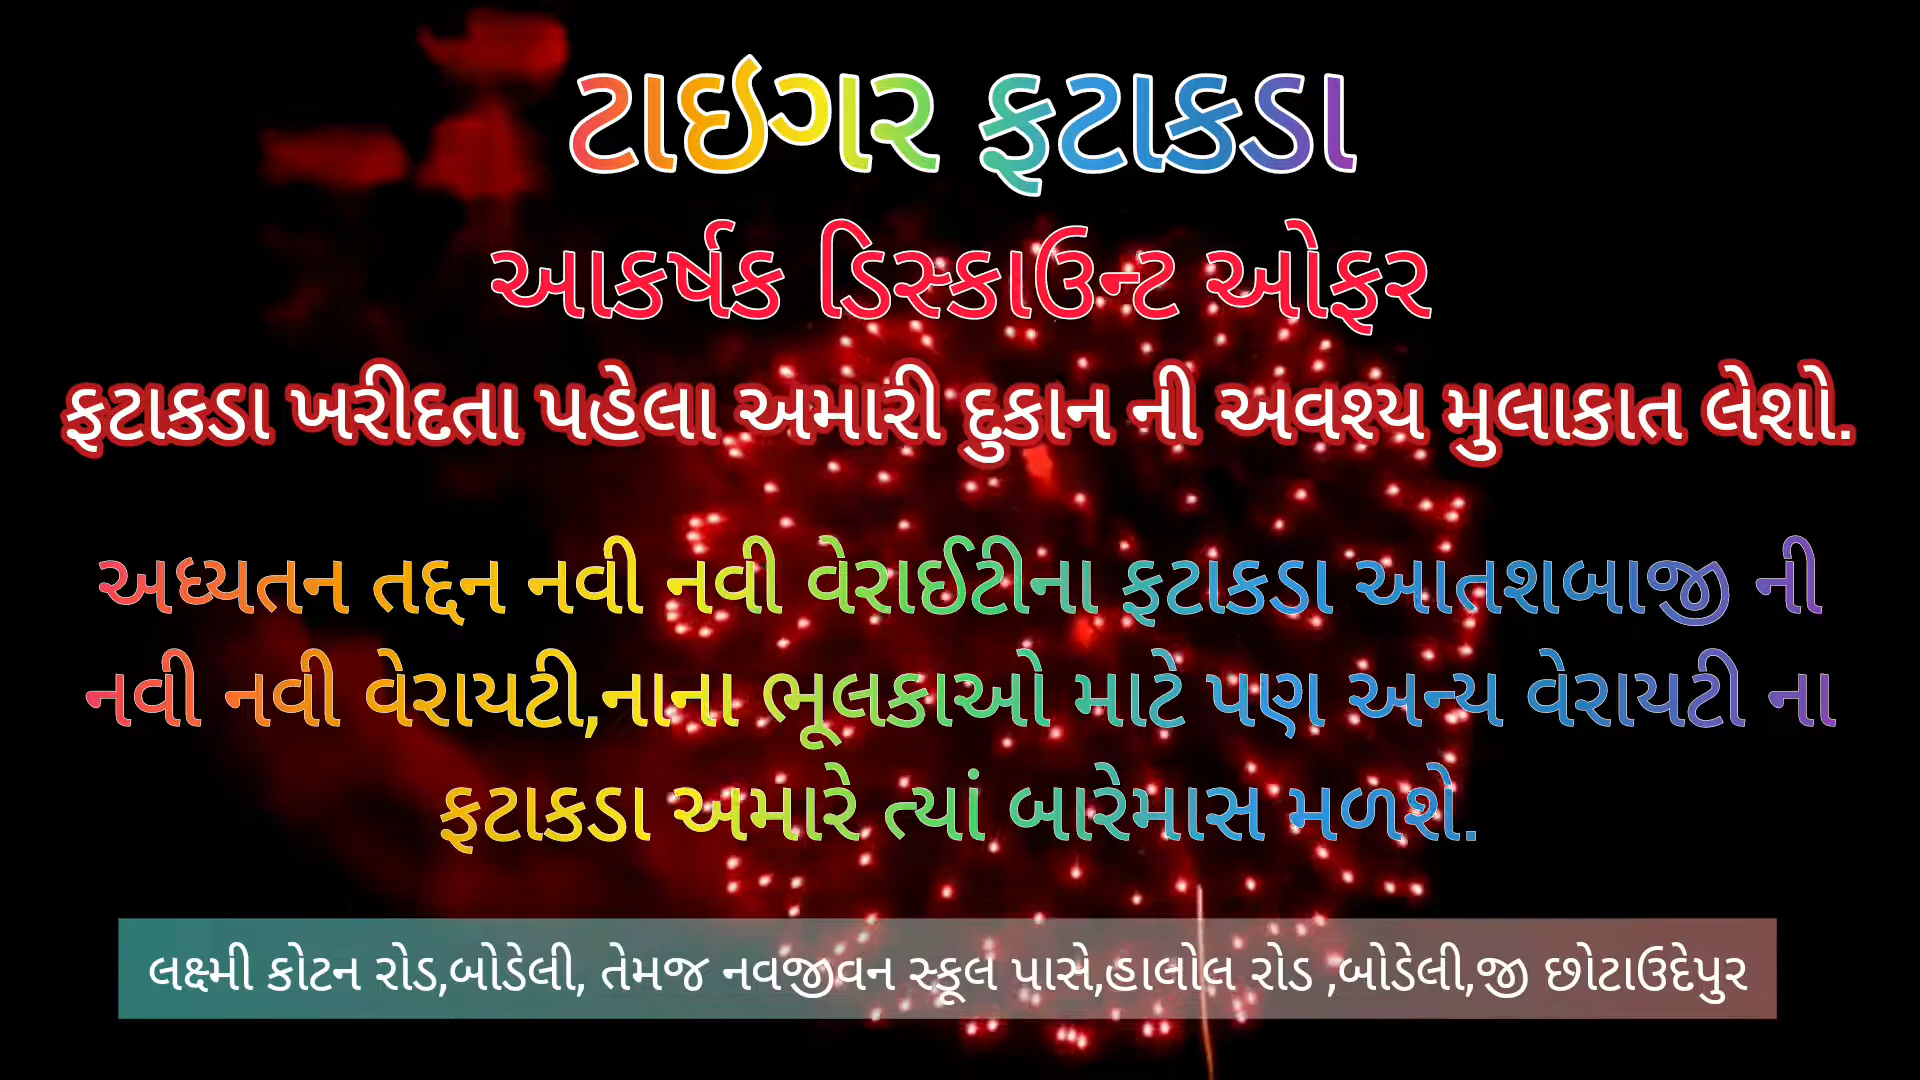 ટાઇગર ફટાકડા
આકર્ષક ડિસ્કાઉન્ટ ઓફર
ફટાકડા ખરીદતા પહેલા અમારી દુકાન ની અવશ્ય મુલાકાત લેશો.
અધ્યતન તદ્દન નવી નવી વેરાઈટીના ફટાકડા આતશબાજી ની
નવી નવી વેરાયટી,નાના ભૂલકાઓ માટે પણ અન્ય વેરાયટી ના
ફટાકડા અમારે ત્યાં બારેમાસ મળશે.
લક્ષ્મી કોટન રોડ,બોડેલી, તેમજ નવજીવન સ્કૂલ પાસે,હાલોલ રોડ ,બોડેલી,જી છોટાઉદેપુર